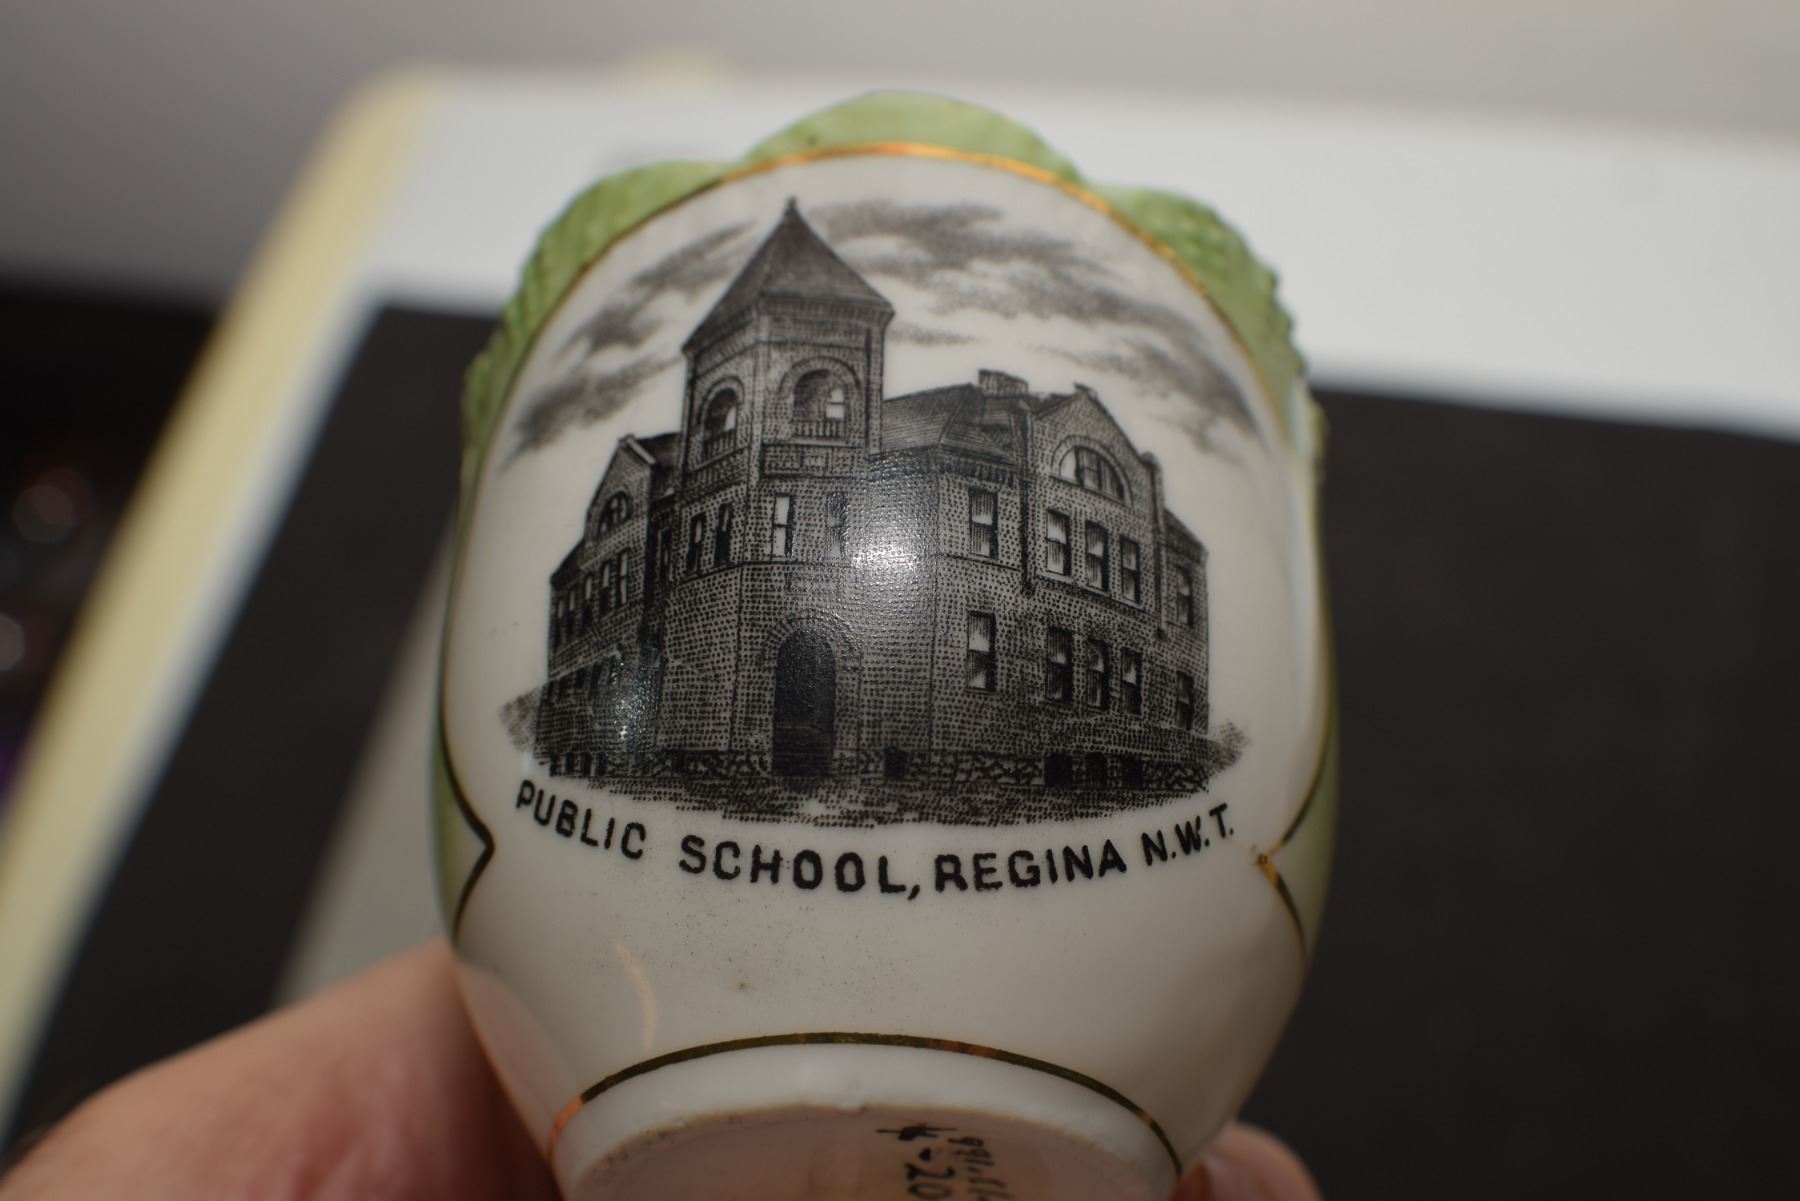 PUBLIC SCHOOL, REGINA N.W.T.